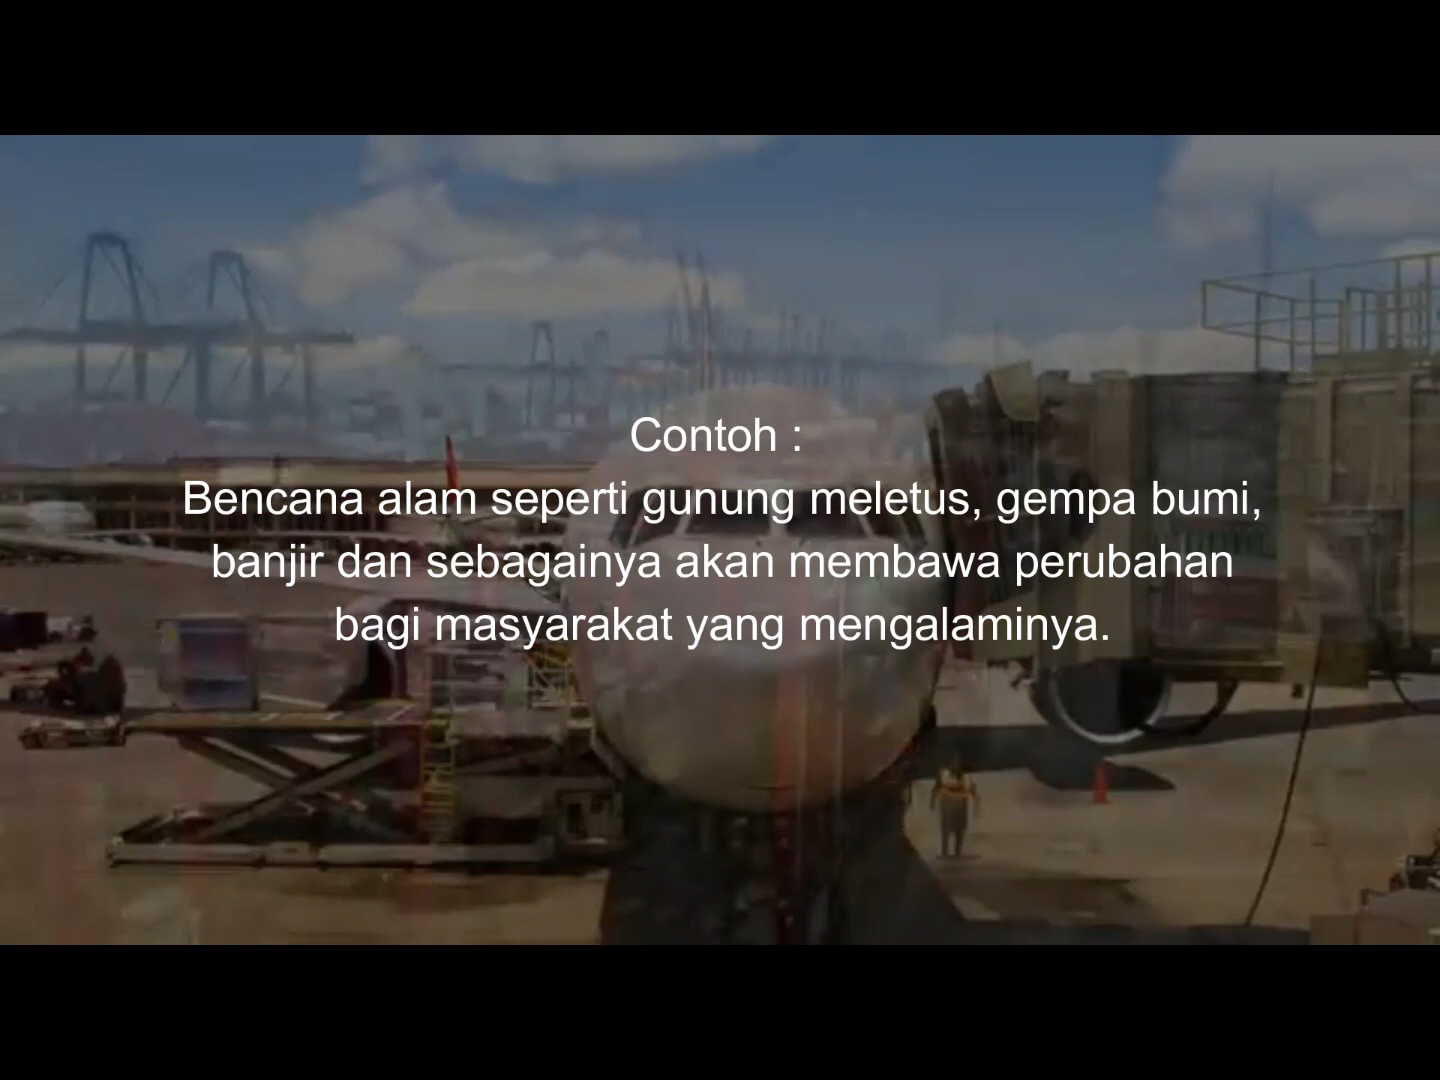 Contoh :
Bencana alam seperti gunung meletus, gempa bumi,
banjir dan sebagainya akan membawa perubahan
bagi masyarakat yang mengalaminya.